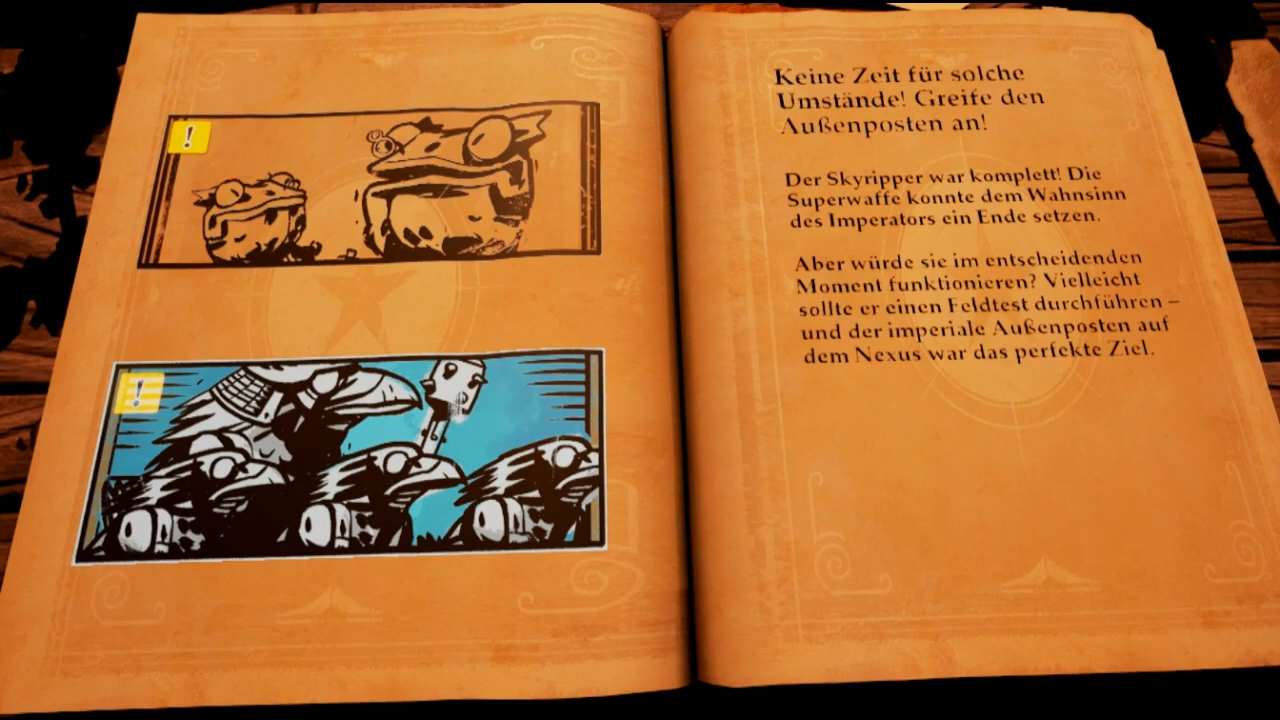 !
!
Keine Zeit für solche
Umstände! Greife den
Außenposten an!
Der Skyripper war komplett! Die
Superwaffe konnte dem Wahnsinn
des Imperators ein Ende setzen.
Aber würde sie im entscheidenden
Moment funktionieren? Vielleicht
sollte er einen Feldtest durchführen –
und der imperiale Außenposten auf
dem Nexus war das perfekte Ziel.